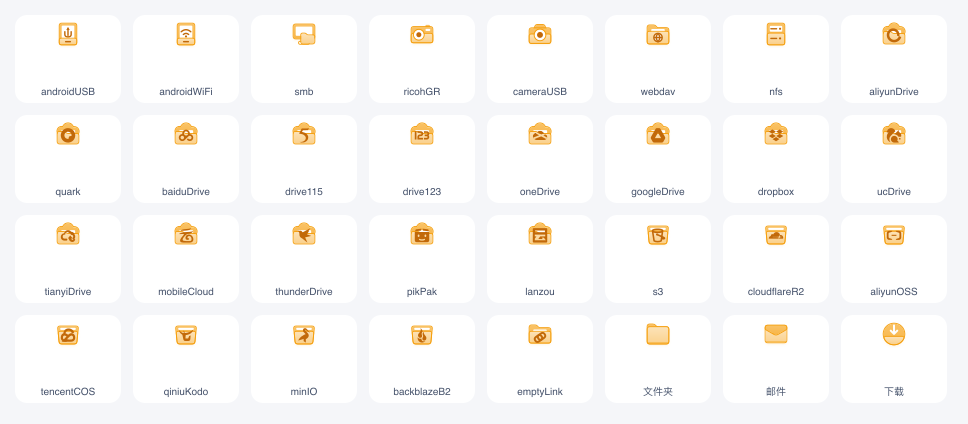 androidUSB androidWiFi smb ricohGR cameraUSB webdav nfs aliyunDrive
123
quark baiduDrive drive115 drive123 oneDrive googleDrive dropbox ucDrive
tianyiDrive mobileCloud thunderDrive pikPak lanzou s3 cloudflareR2 aliyunOSS
tencentCOS qiniuKodo minIO backblazeB2 emptyLink 文件夹 邮件 下载